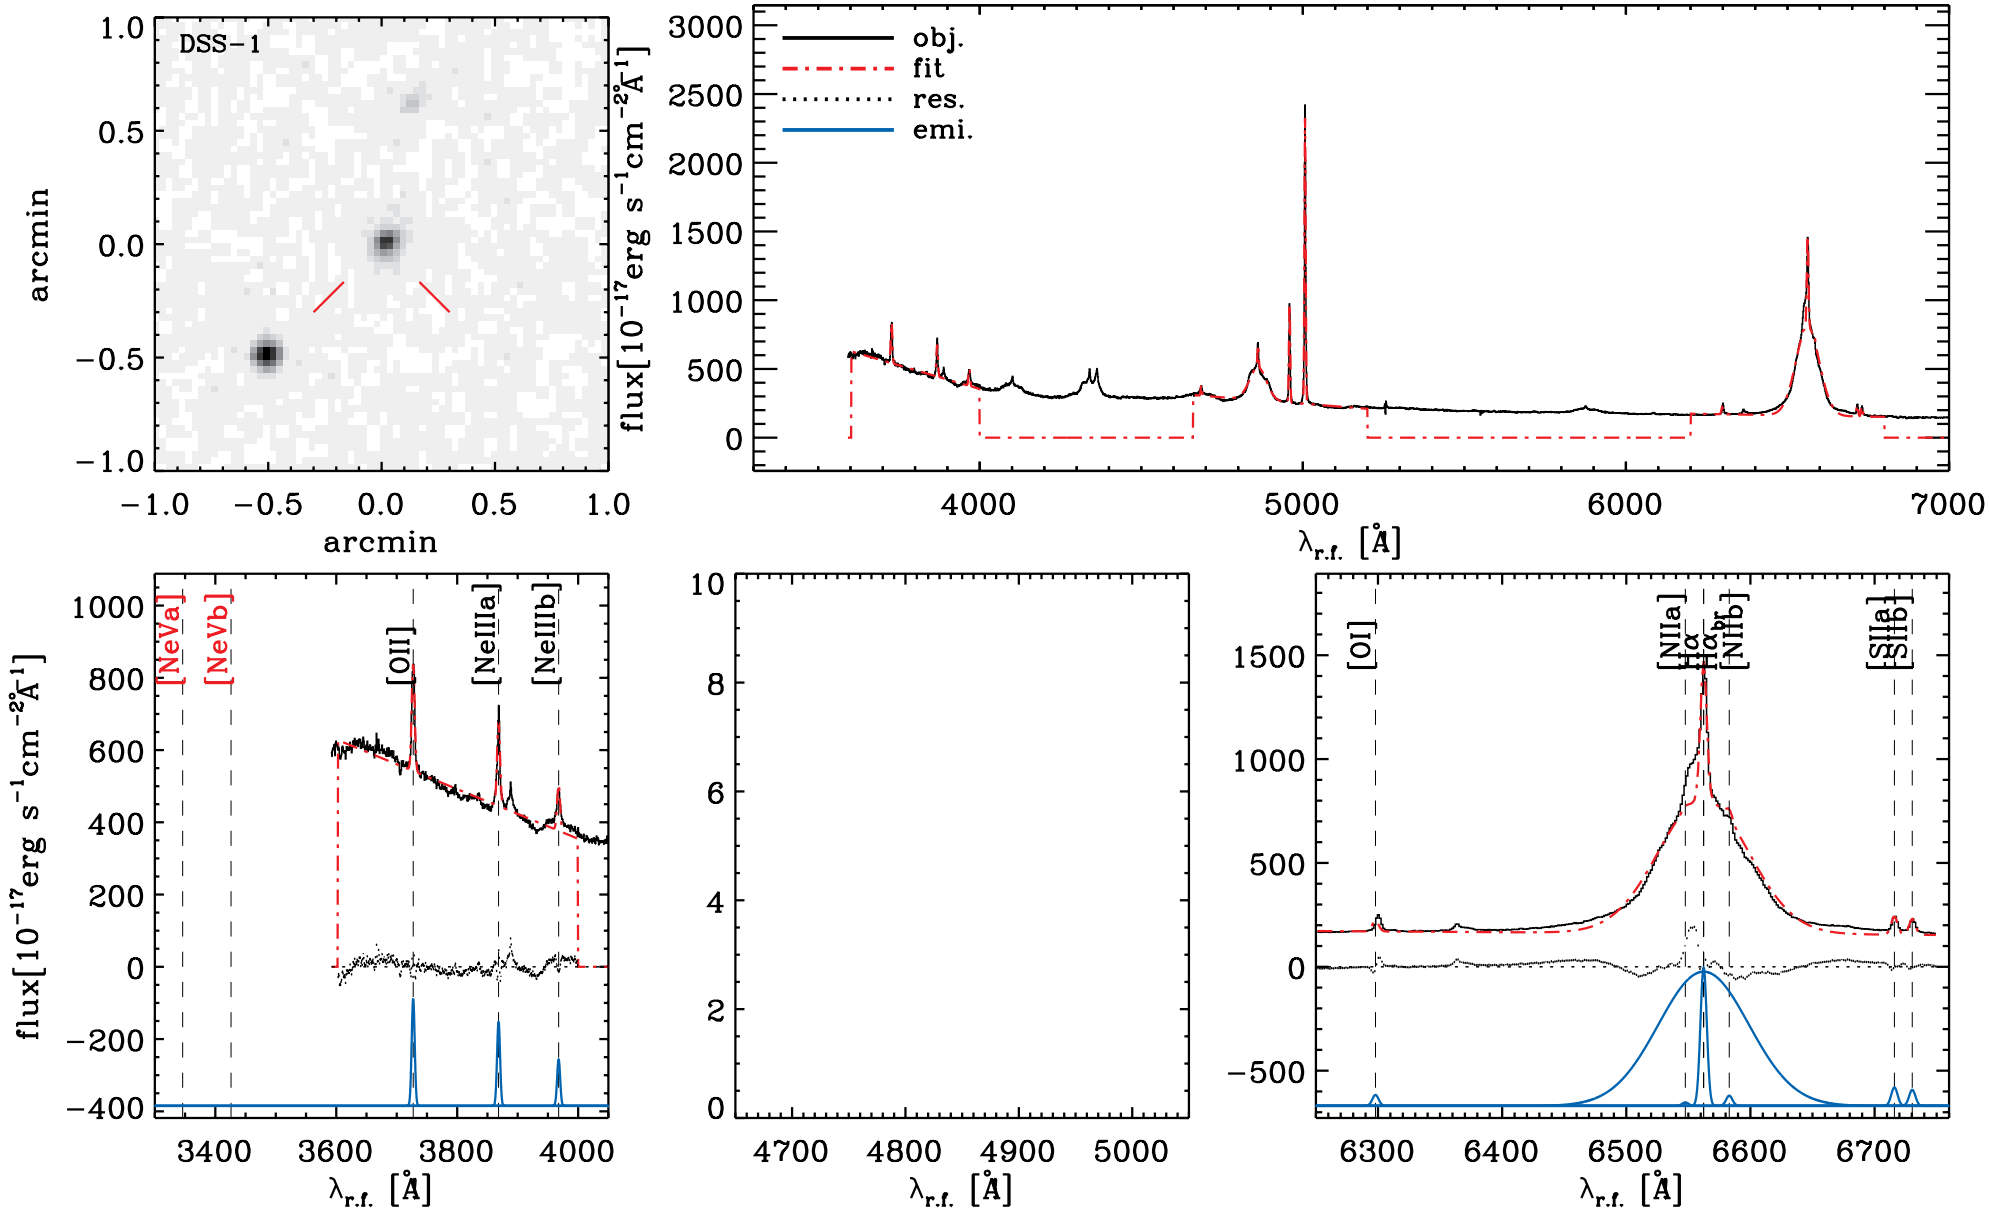 DSS−1
1.0
0.5
0.0
−0.5
−1.0
−1.0 −0.5 0.0 0.5 1.0
arcmin
arcmin
obj.
fit
res.
emi.
3000
2500
2000
1500
1000
500
0
4000 5000 6000 7000
λr.f. [Å]
flux[10−17erg s−1cm−2Å−1]
[NeVa]
[NeVb]
[OII]
[NeIIIa]
[NeIIIb]
1000
800
600
400
200
0
−200
−400
3400 3600 3800 4000
λr.f. [Å]
flux[10−17erg s−1cm−2Å−1]
10
8
6
4
2
0
4700 4800 4900 5000
λr.f. [Å]
[OI]
[NIIa]
Hα
Hαbr
[NIIb]
[SIIa]
[SIIb]
1500
1000
500
0
−500
6300 6400 6500 6600 6700
λr.f. [Å]